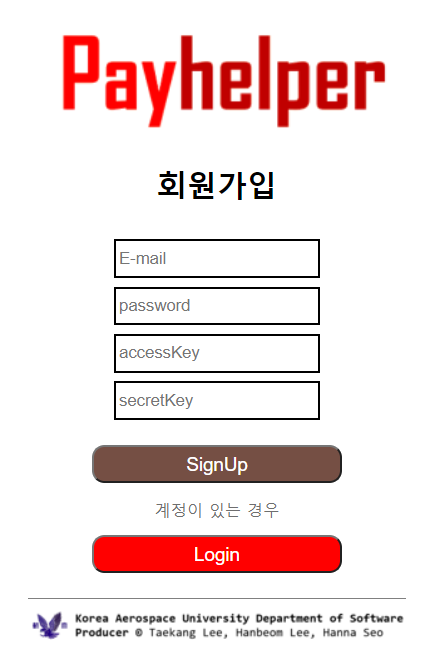 Payhelper
회원가입
E-mail
password
accessKey
secretKey
SignUp
계정이 있는 경우
Login
Korea Aerospace University Department of Software
Producer © Taekang Lee, Hanbeom Lee, Hanna Seo